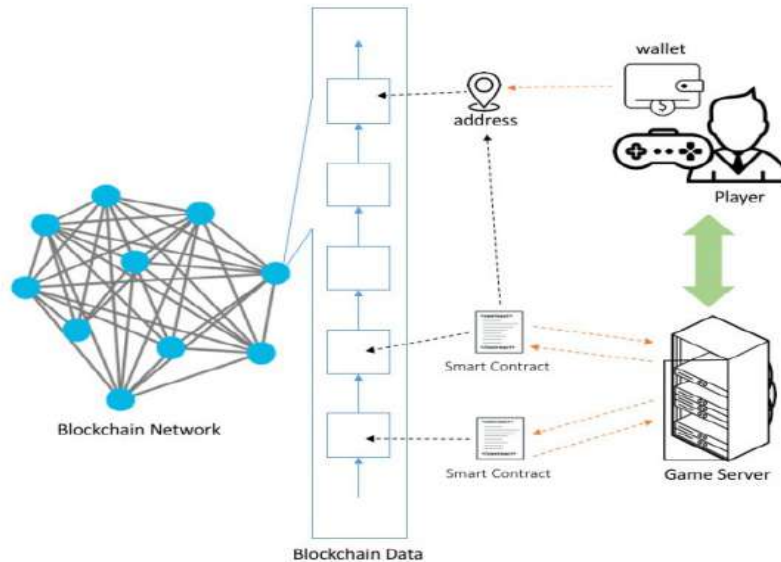 wallet
$
address
Player
Smart Contract
Blockchain Network
Smart Contract
Game Server
Blockchain Data